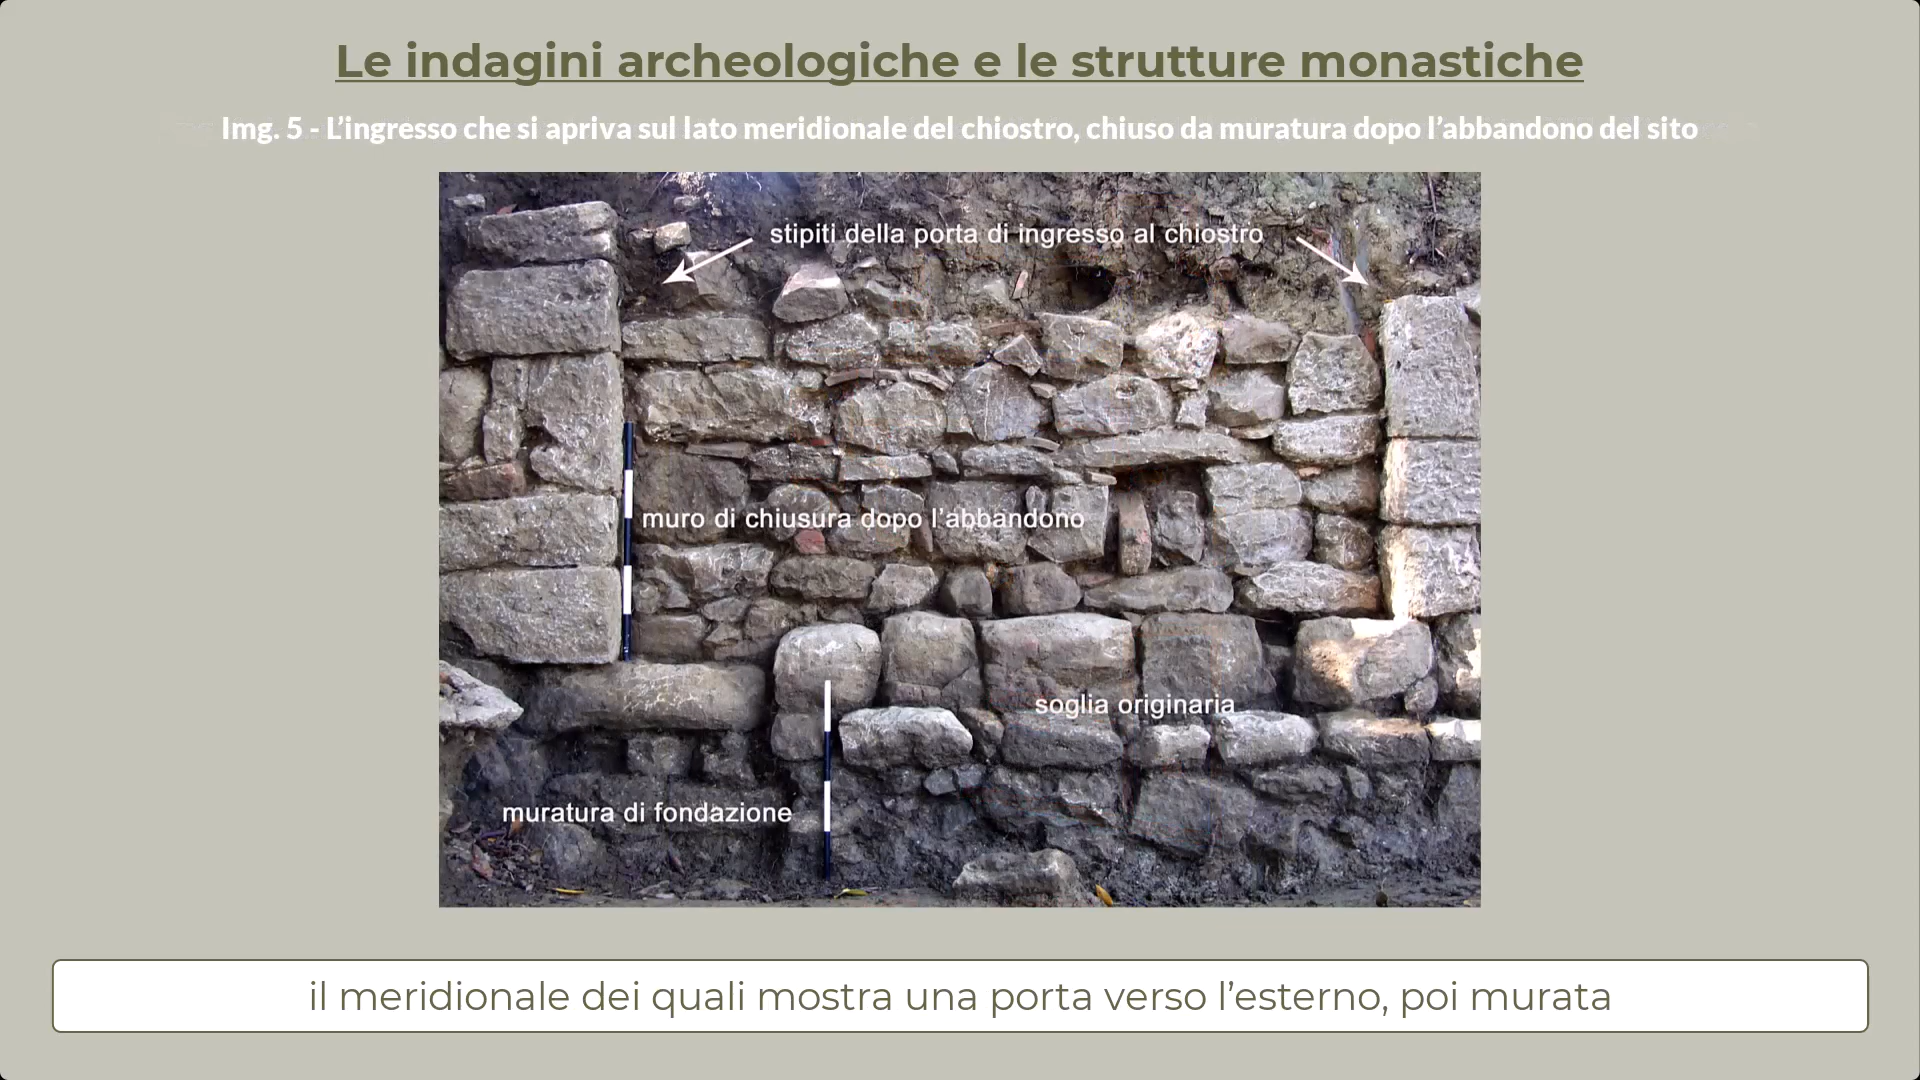 Le indagini archeologiche e le strutture monastiche
Img. 5 - L’ingresso che si apriva sul lato meridionale del chiostro, chiuso da muratura dopo l’abbandono del sito
stipiti della porta di ingresso al chiostro
muro di chiusura dopo l’abbandono
soglia originaria
muratura di fondazione
il meridionale dei quali mostra una porta verso l’esterno, poi murata